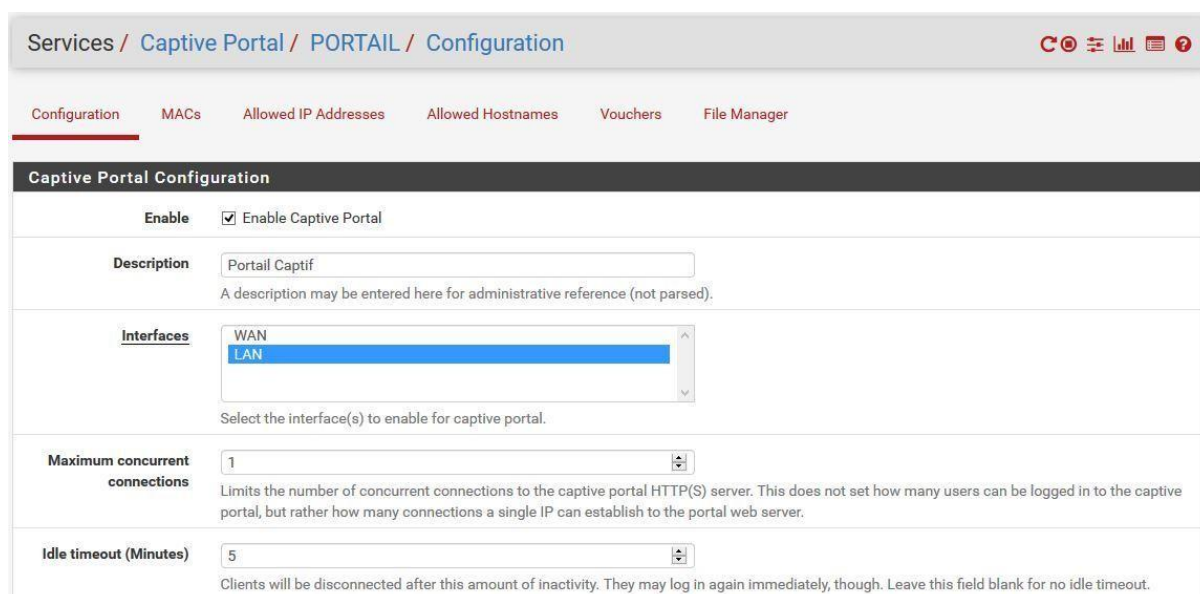 Services / Captive Portal / PORTAIL / Configuration
Configuration MACs Allowed IP Addresses Allowed Hostnames Vouchers File Manager
Captive Portal Configuration
Enable Enable Captive Portal
Description Portail Captif
A description may be entered here for administrative reference (not parsed).
Interfaces WAN
LAN
Select the interface(s) to enable for captive portal.
Maximum concurrent connections 1
Limits the number of concurrent connections to the captive portal HTTP(S) server. This does not set how many users can be logged in to the captive
portal, but rather how many connections a single IP can establish to the portal web server.
Idle timeout (Minutes) 5
Clients will be disconnected after this amount of inactivity. They may log in again immediately, though. Leave this field blank for no idle timeout.